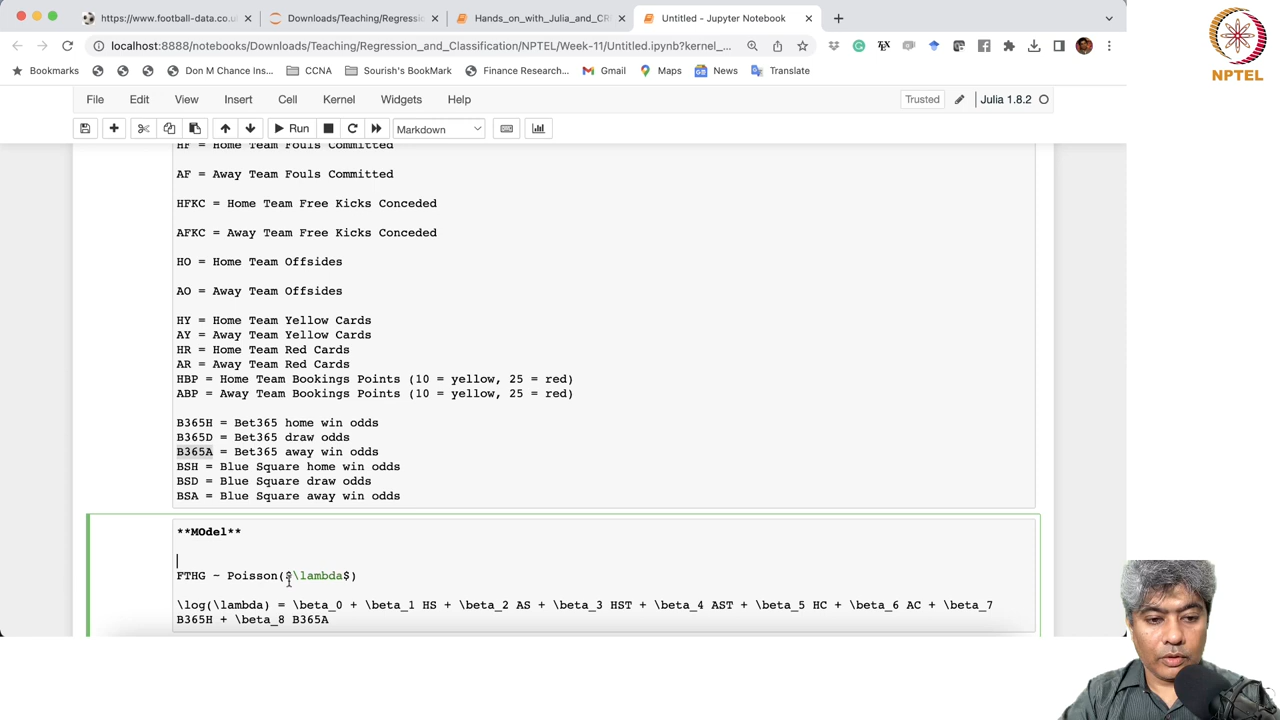 https://www.football-data.co.u
Downloads/Teaching/Regressi
Hands_on_with_Julia_and_CR
Untitled - Jupyter Notebook
localhost:8888/notebooks/Downloads/Teaching/Regression_and_Classification/NPTEL/Week-11/Untitled.ipynb?kernel_...
Bookmarks
Don M Chance Ins...
CCNA
Sourish's BookMark
Finance Research...
Gmail
Maps
News
Translate
File Edit View Insert Cell Kernel Widgets Help
Trusted
Julia 1.8.2
Run
Markdown
HF = Home Team Fouls Committed
AF = Away Team Fouls Committed
HFKC = Home Team Free Kicks Conceded
AFKC = Away Team Free Kicks Conceded
HO = Home Team Offsides
AO = Away Team Offsides
HY = Home Team Yellow Cards
AY = Away Team Yellow Cards
HR = Home Team Red Cards
AR = Away Team Red Cards
HBP = Home Team Bookings Points (10 = yellow, 25 = red)
ABP = Away Team Bookings Points (10 = yellow, 25 = red)
B365H = Bet365 home win odds
B365D = Bet365 draw odds
B365A = Bet365 away win odds
BSH = Blue Square home win odds
BSD = Blue Square draw odds
BSA = Blue Square away win odds
**MOdel**
FTHG ~ Poisson($\lambda$)
\log(\lambda) = \beta_0 + \beta_1 HS + \beta_2 AS + \beta_3 HST + \beta_4 AST + \beta_5 HC + \beta_6 AC + \beta_7
B365H + \beta_8 B365A
NPTEL